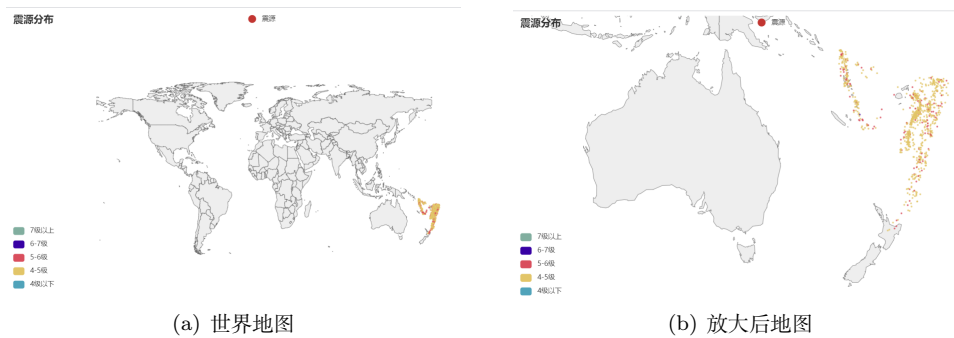 震源分布
震源
7级以上
6-7级
5-6级
4-5级
4级以下
(a) 世界地图
震源分布
震源
7级以上
6-7级
5-6级
4-5级
4级以下
(b) 放大后地图